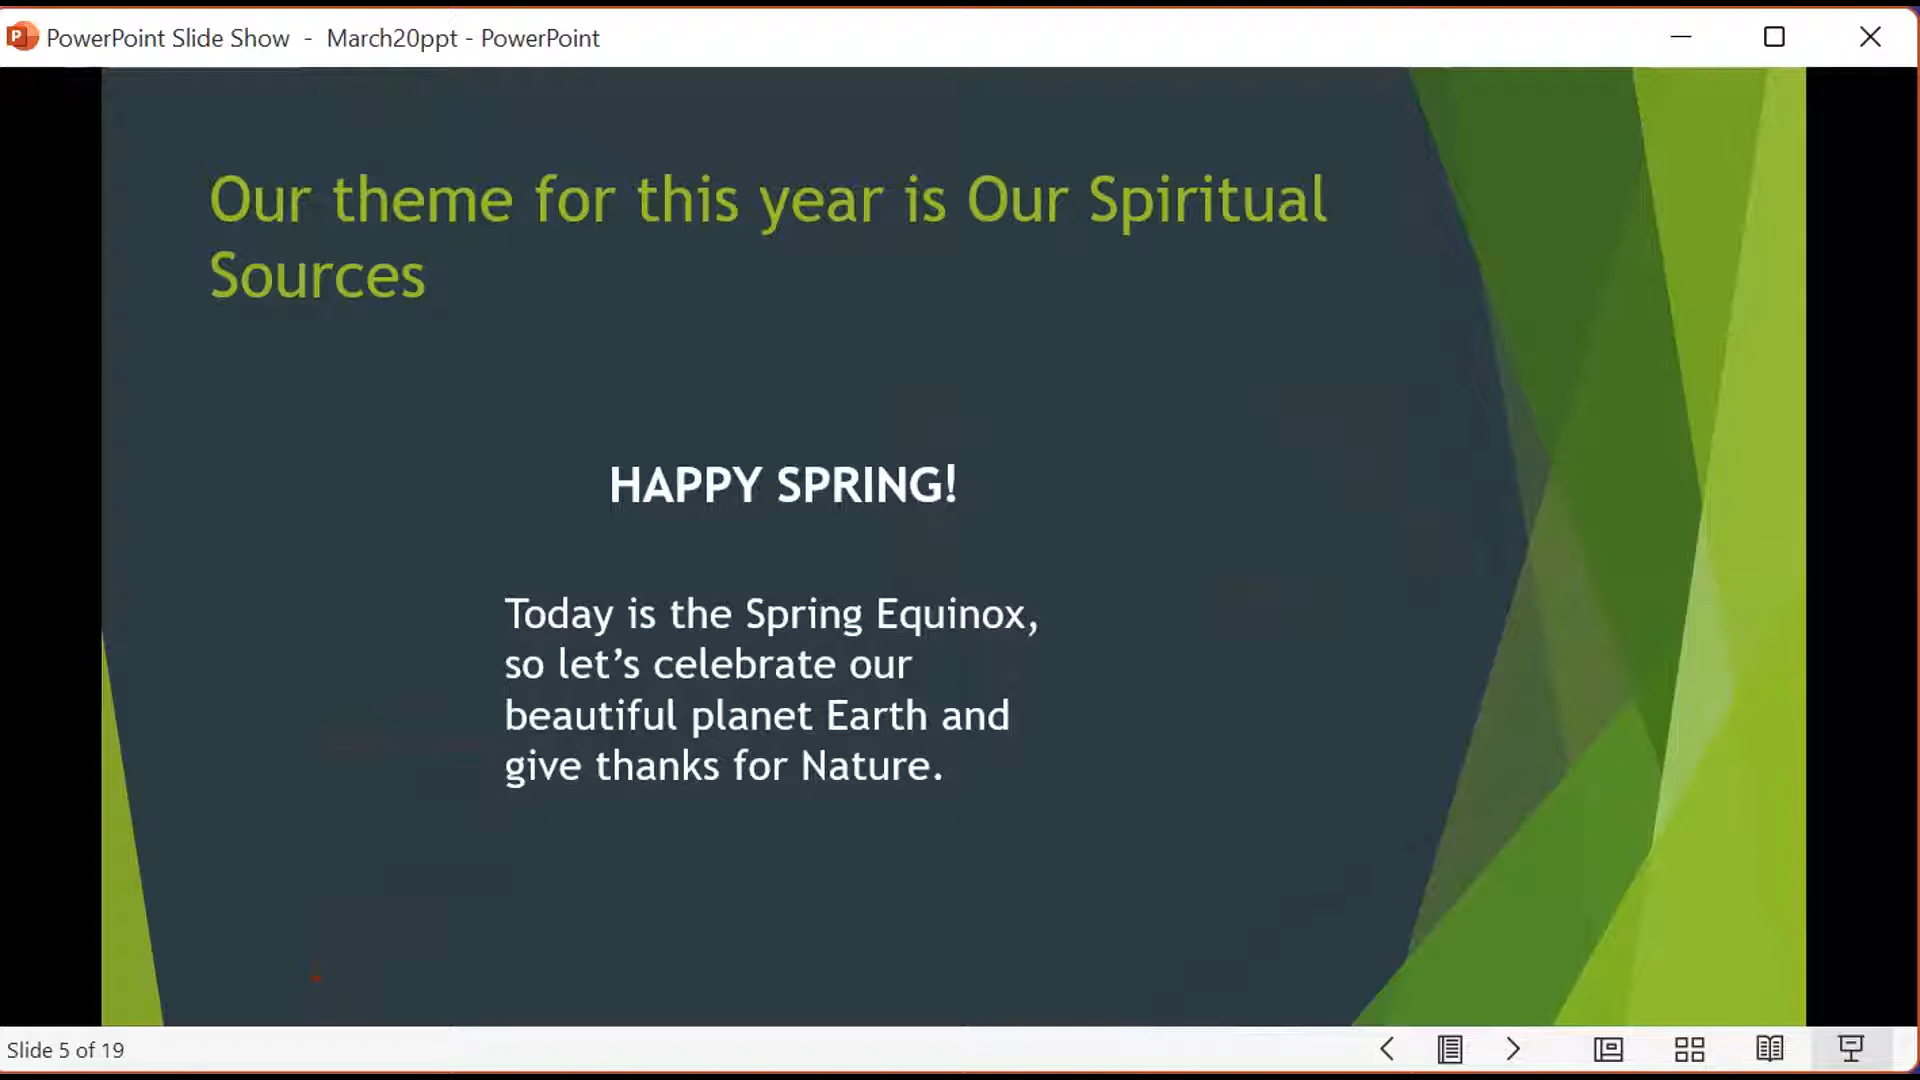 PowerPoint Slide Show - March20ppt - PowerPoint
Our theme for this year is Our Spiritual
Sources
HAPPY SPRING!
Today is the Spring Equinox,
so let’s celebrate our
beautiful planet Earth and
give thanks for Nature.
Slide 5 of 19